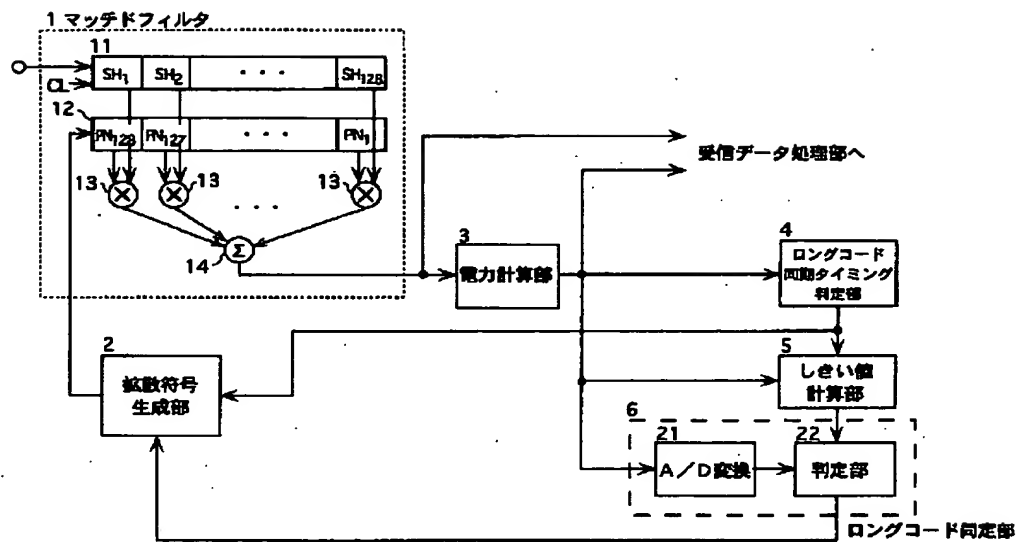 1 マッチドフィルタ
11
SH1 SH2 ・・・ SH128
CL
12
PN128 PN127 ・・・ PN1
13 13 ・・・ 13
Σ
14
受信データ処理部へ
3
電力計算部
4
ロングコード
同期タイミング
判定部
2
拡散符号
生成部
5
しきい値
計算部
6
21
A/D変換
22
判定部
ロングコード同定部